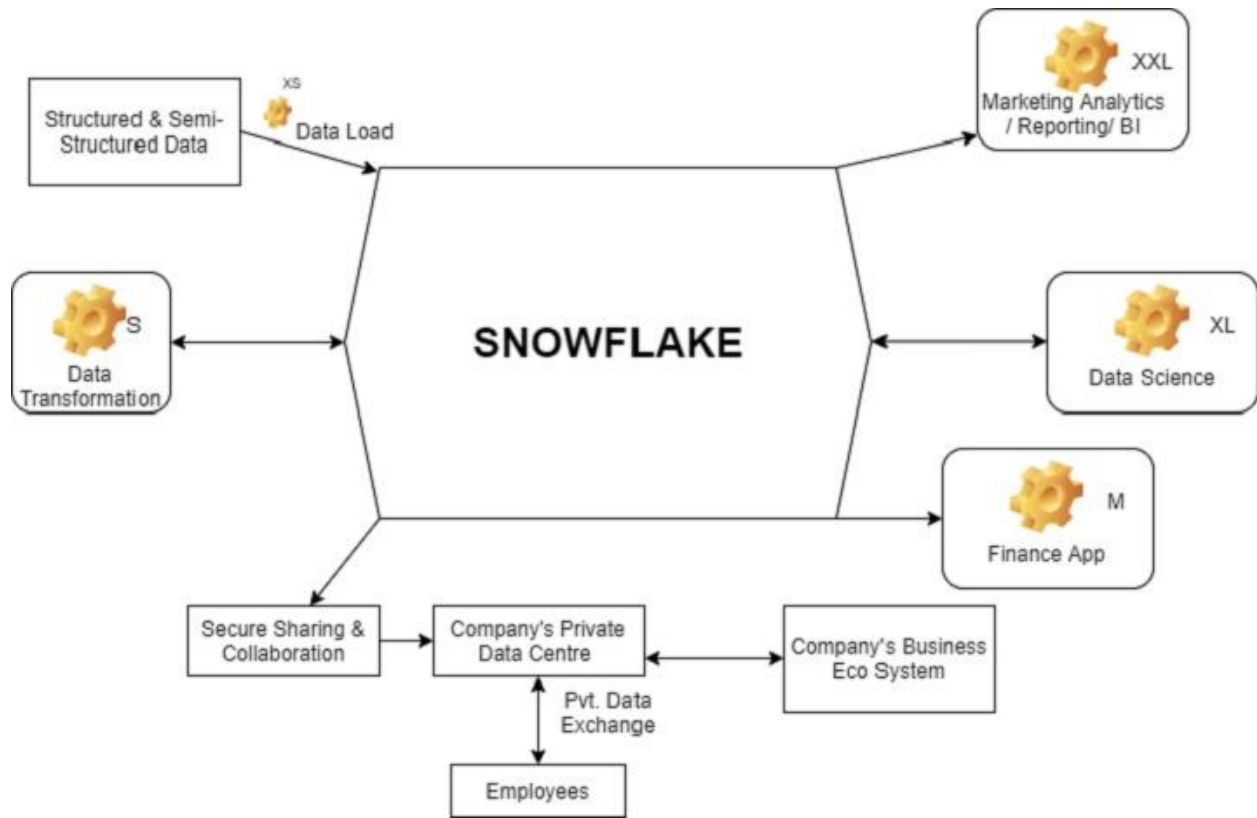 XS
Structured & Semi-
Structured Data
Data Load
XXL
Marketing Analytics
/ Reporting/ BI
S
Data
Transformation
SNOWFLAKE
XL
Data Science
M
Finance App
Secure Sharing &
Collaboration
Company's Private
Data Centre
Company's Business
Eco System
Pvt. Data
Exchange
Employees